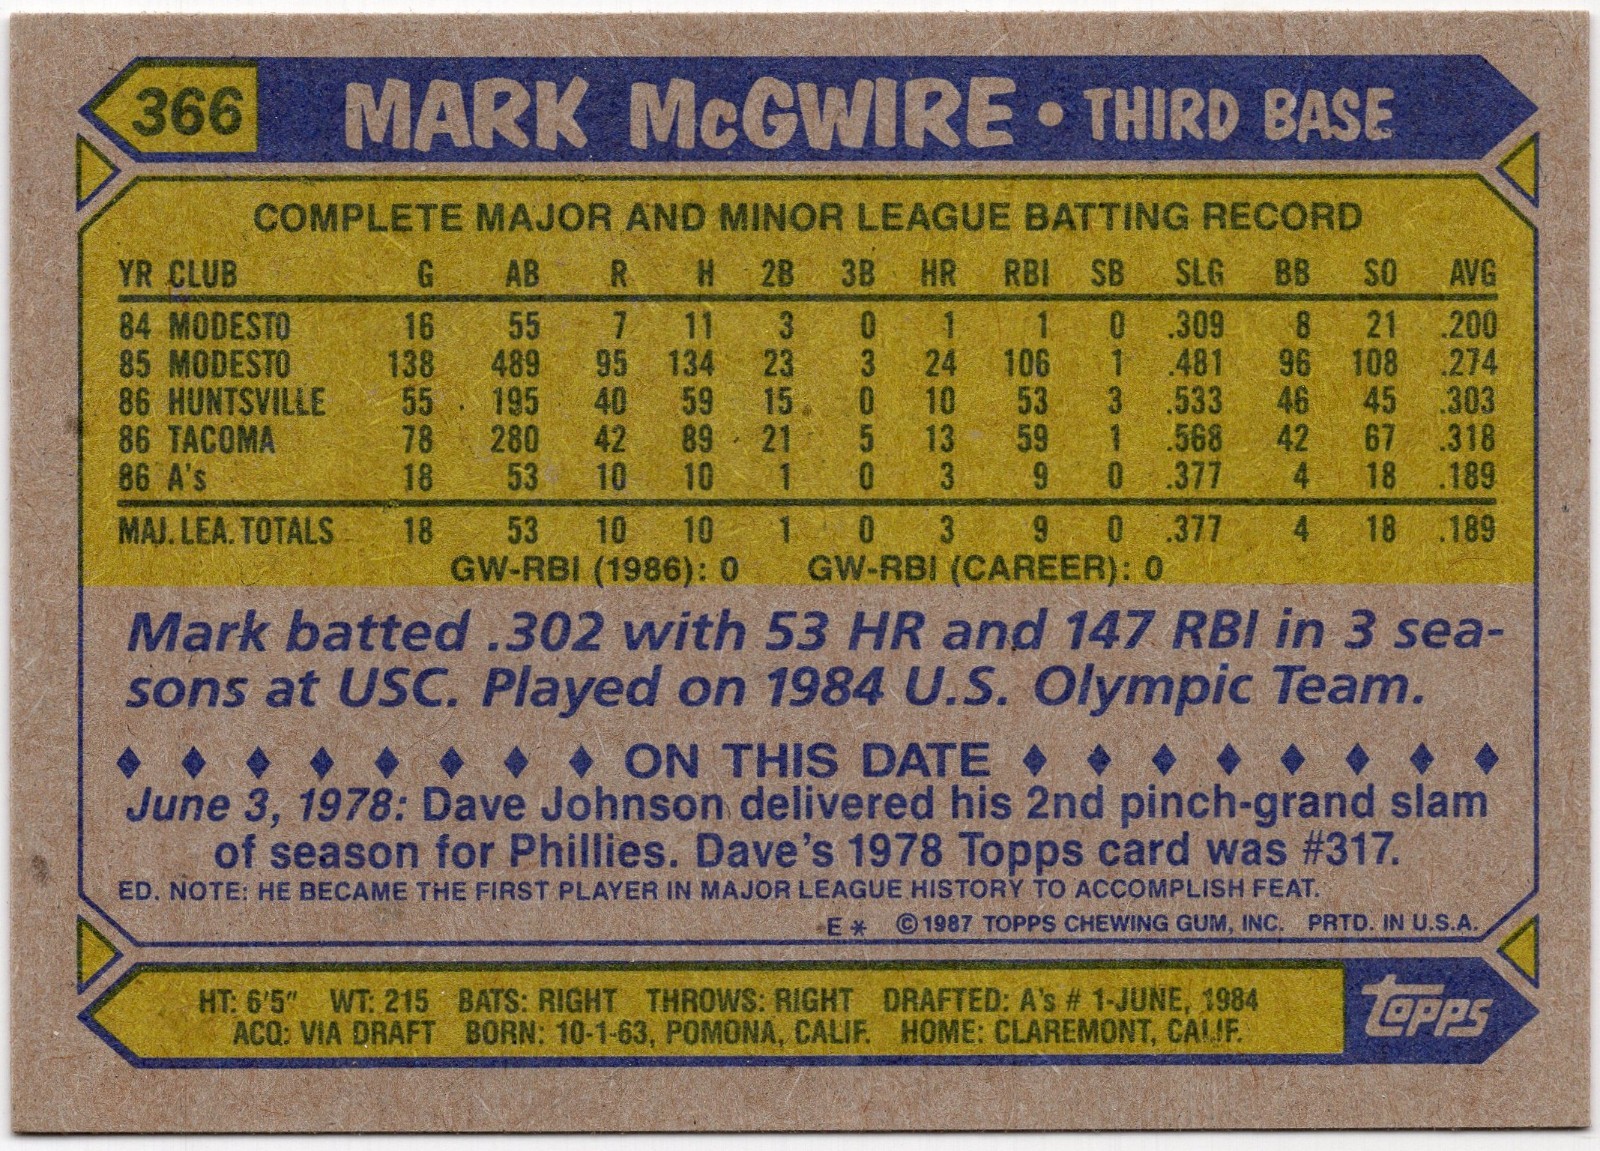 366 MARK McGWIRE • THIRD BASE
COMPLETE MAJOR AND MINOR LEAGUE BATTING RECORD
YR CLUB G AB R H 2B 3B HR RBI SB SLG BB SO AVG
84 MODESTO 16 55 7 11 3 0 1 1 0 .309 8 21 .200
85 MODESTO 138 489 95 134 23 3 24 106 1 .481 96 108 .274
86 HUNTSVILLE 55 195 40 59 15 0 10 53 3 .533 46 45 .303
86 TACOMA 78 280 42 89 21 5 13 59 1 .568 42 67 .318
86 A's 18 53 10 10 1 0 3 9 0 .377 4 18 .189
MAJ. LEA. TOTALS 18 53 10 10 1 0 3 9 0 .377 4 18 .189
GW-RBI (1986): 0 GW-RBI (CAREER): 0
Mark batted .302 with 53 HR and 147 RBI in 3 sea-
sons at USC. Played on 1984 U.S. Olympic Team.
♦ ♦ ♦ ♦ ♦ ♦ ♦ ♦ ON THIS DATE ♦ ♦ ♦ ♦ ♦ ♦ ♦ ♦
June 3, 1978: Dave Johnson delivered his 2nd pinch-grand slam
of season for Phillies. Dave's 1978 Topps card was #317.
ED. NOTE: HE BECAME THE FIRST PLAYER IN MAJOR LEAGUE HISTORY TO ACCOMPLISH FEAT.
E* © 1987 TOPPS CHEWING GUM, INC. PRTD. IN U.S.A.
HT: 6'5" WT: 215 BATS: RIGHT THROWS: RIGHT DRAFTED: A's # 1-JUNE, 1984
ACQ: VIA DRAFT BORN: 10-1-63, POMONA, CALIF. HOME: CLAREMONT, CALIF.
topps